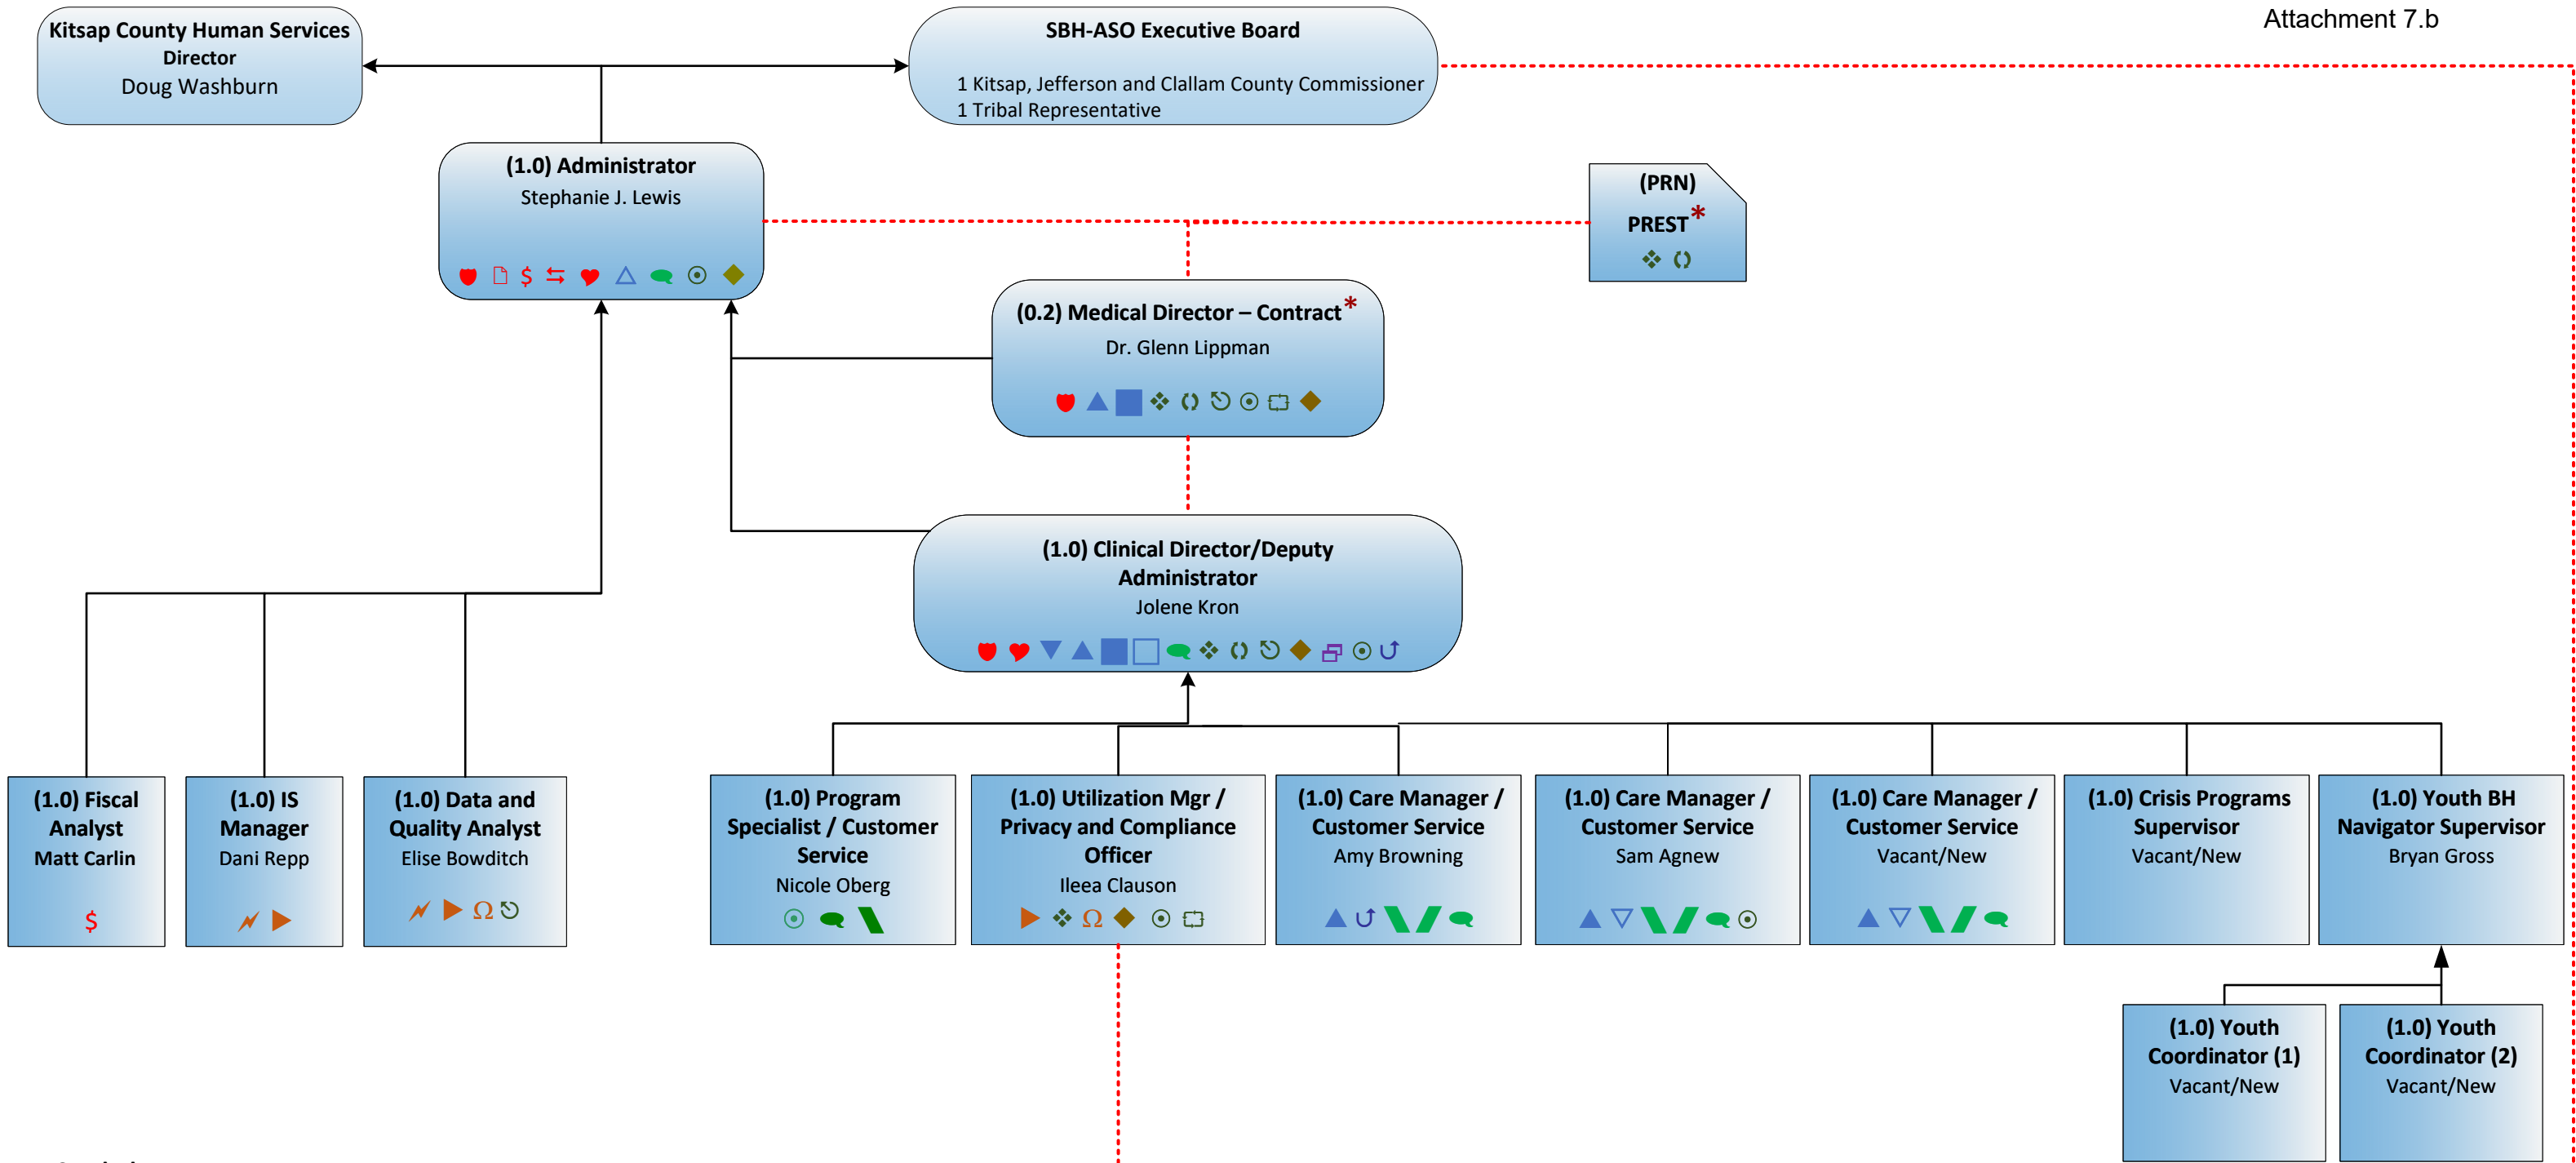 Attachment 7.b
Kitsap County Human Services
Director
Doug Washburn
SBH-ASO Executive Board
1 Kitsap, Jefferson and Clallam County Commissioner
1 Tribal Representative
(1.0) Administrator
Stephanie J. Lewis
$
(PRN)
PREST*
(0.2) Medical Director – Contract*
Dr. Glenn Lippman
(1.0) Clinical Director/Deputy
Administrator
Jolene Kron
(1.0) Fiscal
Analyst
Matt Carlin
$
(1.0) IS
Manager
Dani Repp
(1.0) Data and
Quality Analyst
Elise Bowditch
Ω
(1.0) Program
Specialist / Customer
Service
Nicole Oberg
(1.0) Utilization Mgr /
Privacy and Compliance
Officer
Ileea Clauson
Ω
(1.0) Care Manager /
Customer Service
Amy Browning
(1.0) Care Manager /
Customer Service
Sam Agnew
(1.0) Care Manager /
Customer Service
Vacant/New
(1.0) Crisis Programs
Supervisor
Vacant/New
(1.0) Youth BH
Navigator Supervisor
Bryan Gross
(1.0) Youth
Coordinator (1)
Vacant/New
(1.0) Youth
Coordinator (2)
Vacant/New